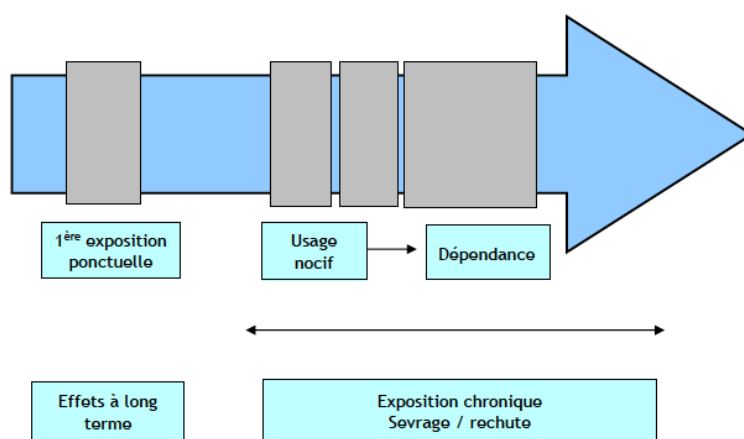 1ère exposition
ponctuelle
Usage
nocif
Dépendance
Effets à long
terme
Exposition chronique
Sevrage / rechute